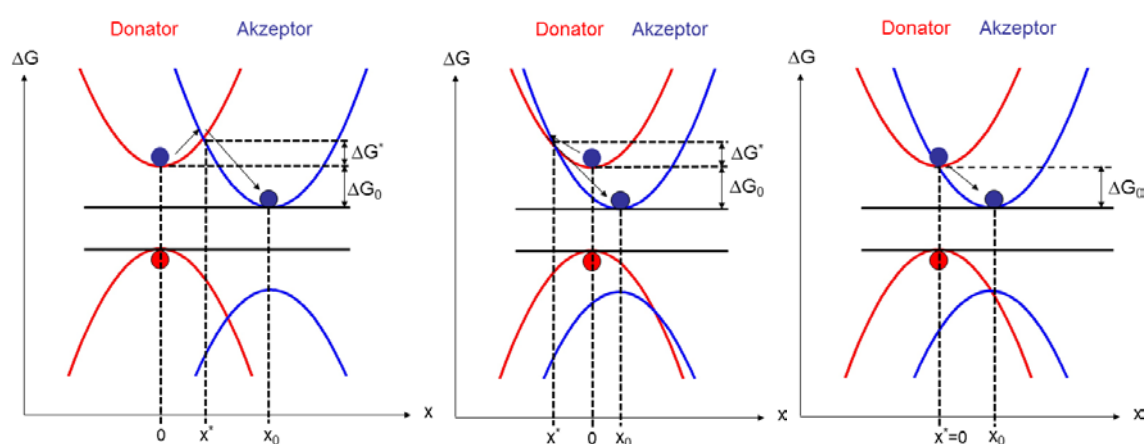 Donator Akzeptor
ΔG
ΔG*
ΔG₀
x
0 x* x₀
Donator Akzeptor
ΔG
ΔG*
ΔG₀
x
x* 0 x₀
Donator Akzeptor
ΔG
ΔG₀
x
x*=0 x₀